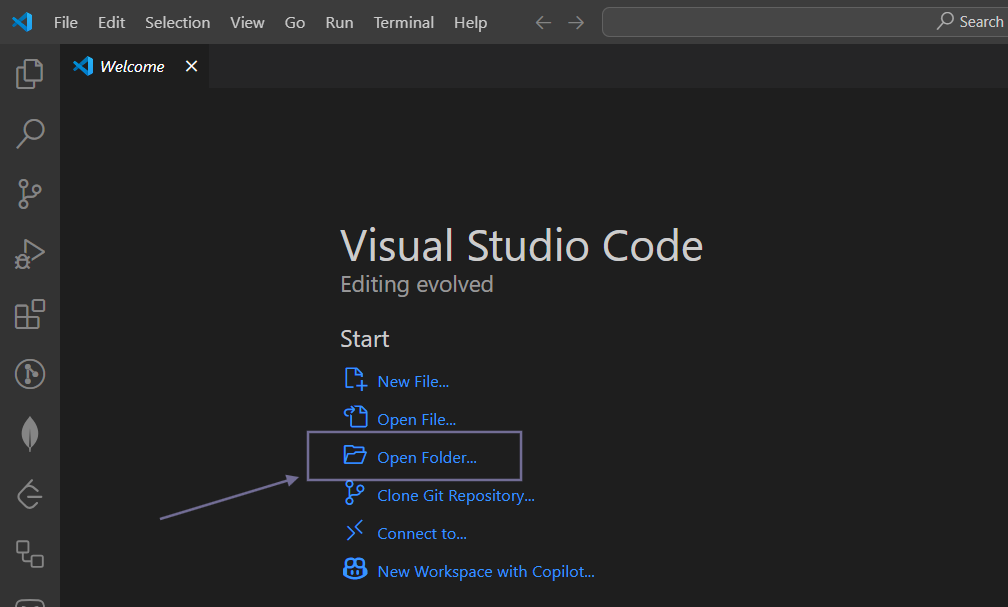 File Edit Selection View Go Run Terminal Help
Search
Welcome
Visual Studio Code
Editing evolved
Start
New File...
Open File...
Open Folder...
Clone Git Repository...
Connect to...
New Workspace with Copilot...